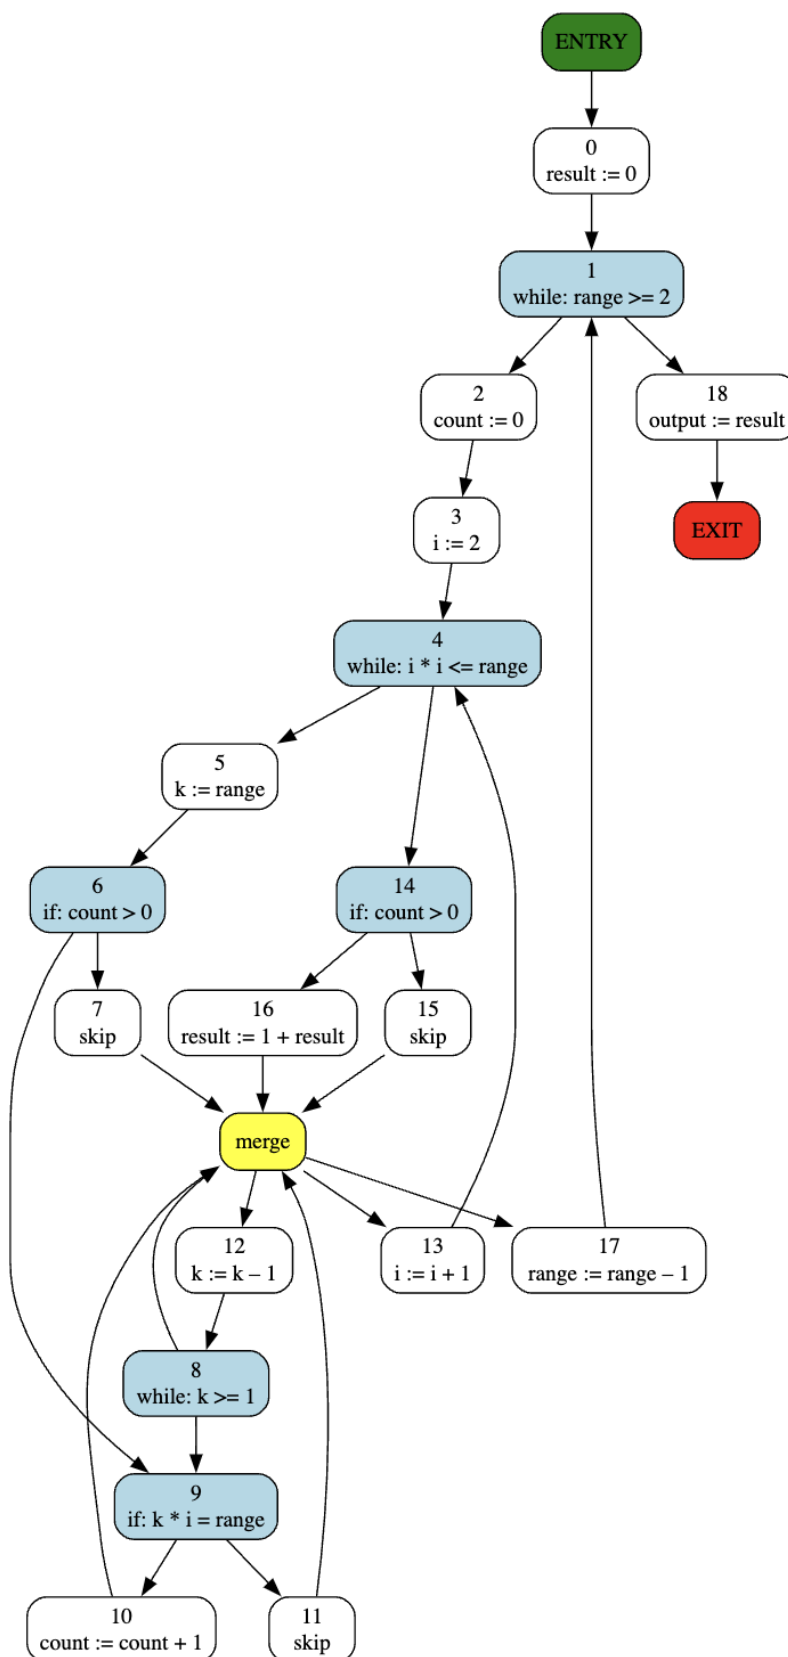 ENTRY
0
result := 0
1
while: range >= 2
2
count := 0
18
output := result
3
i := 2
EXIT
4
while: i * i <= range
5
k := range
6
if: count > 0
14
if: count > 0
7
skip
16
result := 1 + result
15
skip
merge
12
k := k − 1
13
i := i + 1
17
range := range − 1
8
while: k >= 1
9
if: k * i = range
10
count := count + 1
11
skip